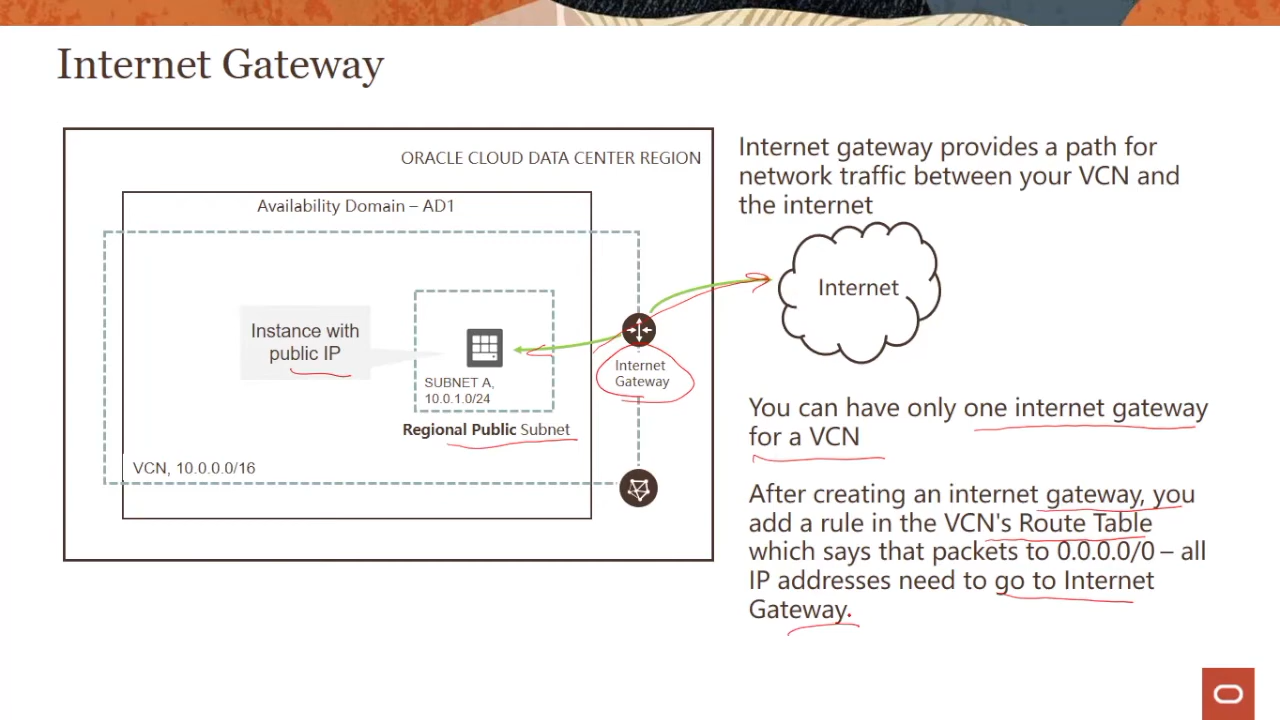 Internet Gateway
ORACLE CLOUD DATA CENTER REGION
Availability Domain – AD1
Instance with
public IP
SUBNET A,
10.0.1.0/24
Regional Public Subnet
VCN, 10.0.0.0/16
Internet
Gateway
Internet gateway provides a path for
network traffic between your VCN and
the internet
Internet
You can have only one internet gateway
for a VCN
After creating an internet gateway, you
add a rule in the VCN's Route Table
which says that packets to 0.0.0.0/0 – all
IP addresses need to go to Internet
Gateway.